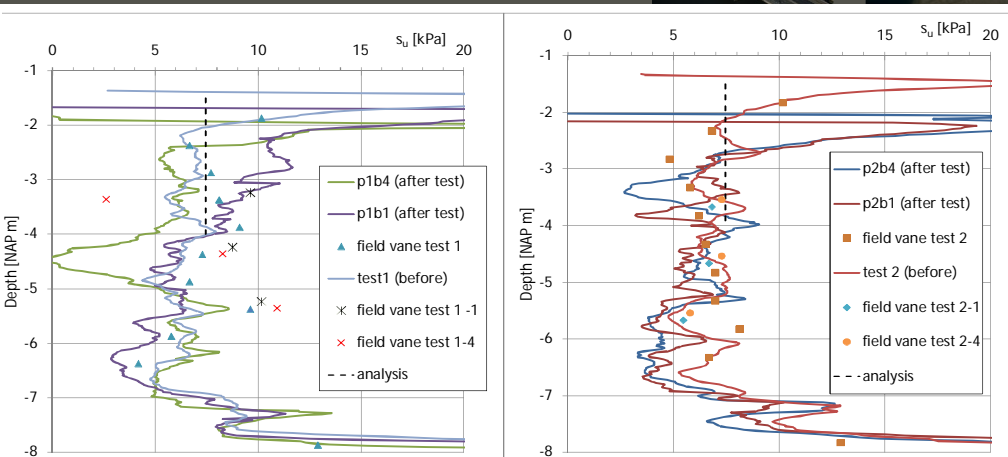 s_u [kPa]
0 5 10 15 20
-1
-2
-3
-4
-5
-6
-7
-8
Depth [NAP m]
p1b4 (after test)
p1b1 (after test)
field vane test 1
test1 (before)
field vane test 1 -1
field vane test 1-4
analysis
s_u [kPa]
0 5 10 15 20
-1
-2
-3
-4
-5
-6
-7
-8
Depth [NAP m]
p2b4 (after test)
p2b1 (after test)
field vane test 2
test 2 (before)
field vane test 2-1
field vane test 2-4
analysis